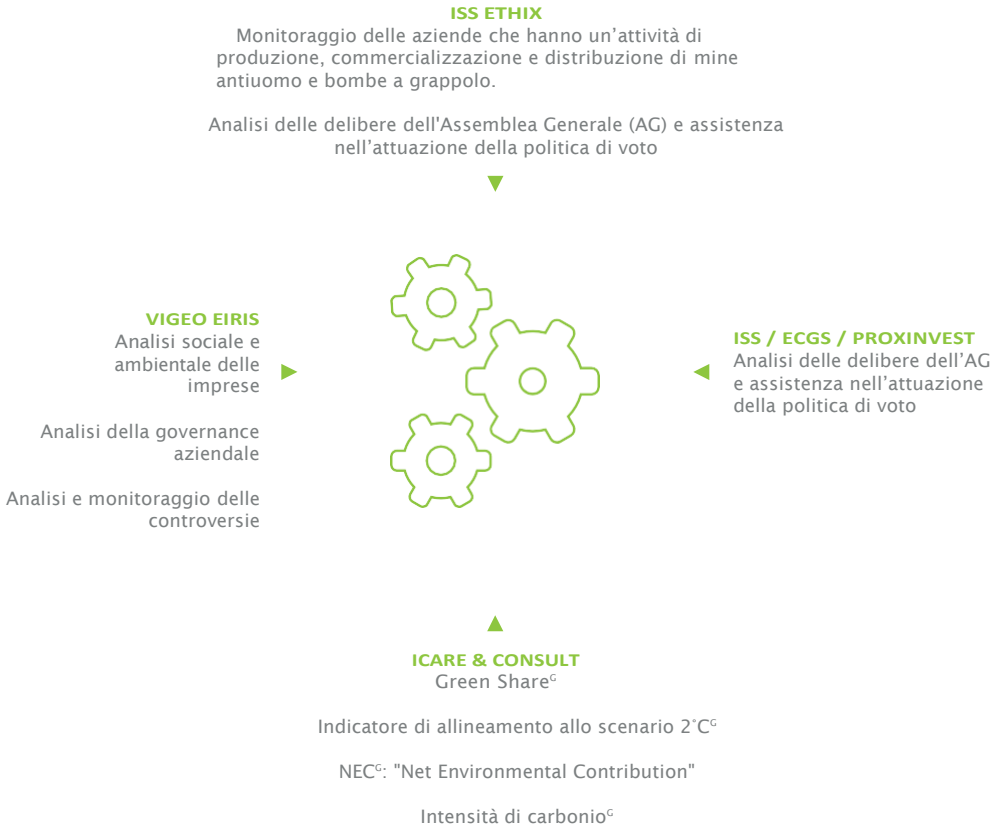 ISS ETHIX
Monitoraggio delle aziende che hanno un’attività di
produzione, commercializzazione e distribuzione di mine
antiuomo e bombe a grappolo.
Analisi delle delibere dell'Assemblea Generale (AG) e assistenza
nell’attuazione della politica di voto
VIGEO EIRIS
Analisi sociale e
ambientale delle
imprese
Analisi della governance
aziendale
Analisi e monitoraggio delle
controversie
ISS / ECGS / PROXINVEST
Analisi delle delibere dell’AG
e assistenza nell’attuazione
della politica di voto
ICARE & CONSULT
Green Shareᴳ
Indicatore di allineamento allo scenario 2°Cᴳ
NECᴳ: "Net Environmental Contribution"
Intensità di carbonioᴳ